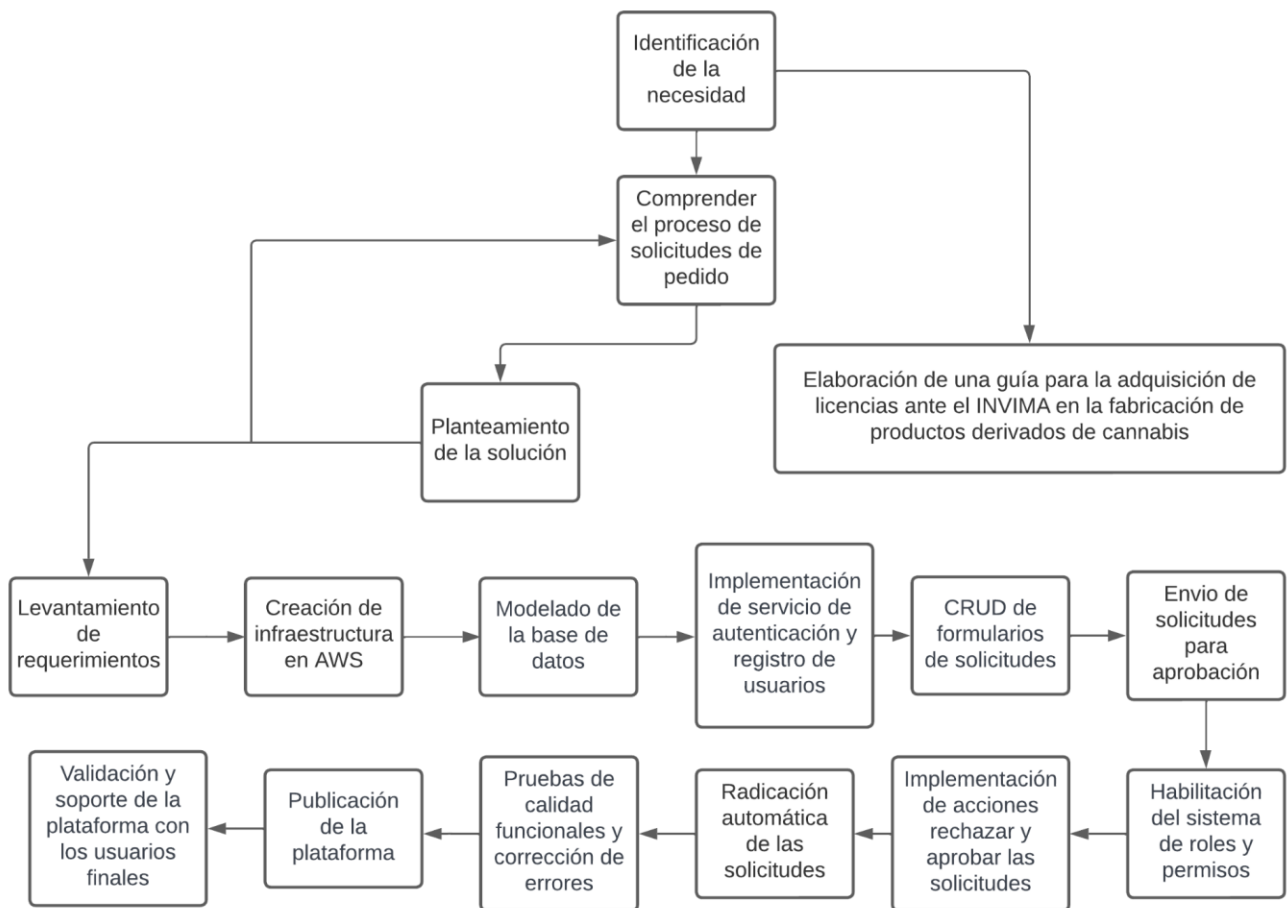 Identificación
de la
necesidad
Comprender
el proceso de
solicitudes de
pedido
Elaboración de una guía para la adquisición de
licencias ante el INVIMA en la fabricación de
productos derivados de cannabis
Planteamiento
de la solución
Levantamiento
de
requerimientos
Creación de
infraestructura
en AWS
Modelado de
la base de
datos
Implementación
de servicio de
autenticación y
registro de
usuarios
CRUD de
formularios
de solicitudes
Envio de
solicitudes
para
aprobación
Habilitación
del sistema
de roles y
permisos
Implementación
de acciones
rechazar y
aprobar las
solicitudes
Radicación
automática
de las
solicitudes
Pruebas de
calidad
funcionales y
corrección de
errores
Publicación
de la
plataforma
Validación y
soporte de la
plataforma con
los usuarios
finales